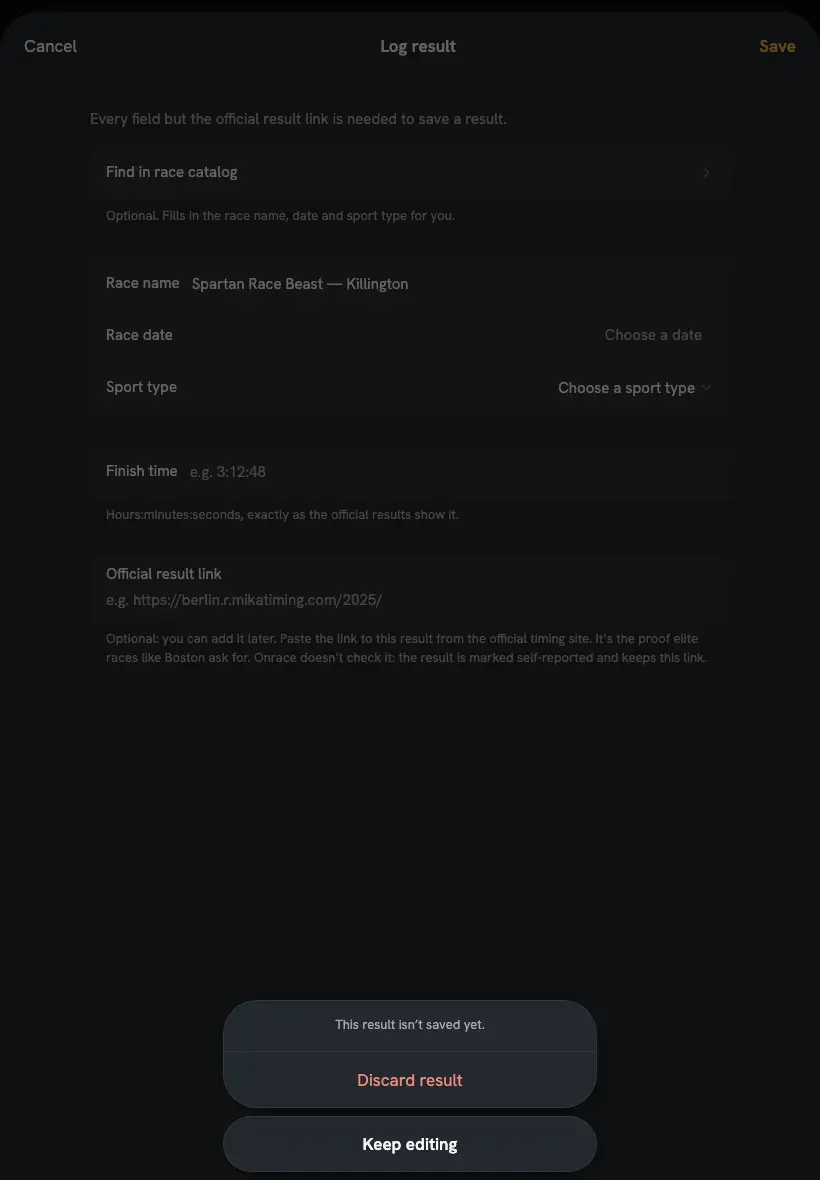 Cancel
Log result
Save
Every field but the official result link is needed to save a result.
Find in race catalog
Optional. Fills in the race name, date and sport type for you.
Race name Spartan Race Beast — Killington
Race date Choose a date
Sport type Choose a sport type
Finish time e.g. 3:12:48
Hours:minutes:seconds, exactly as the official results show it.
Official result link
e.g. https://berlin.r.mikatiming.com/2025/
Optional: you can add it later. Paste the link to this result from the official timing site. It’s the proof elite
races like Boston ask for. Onrace doesn’t check it: the result is marked self-reported and keeps this link.
This result isn’t saved yet.
Discard result
Keep editing